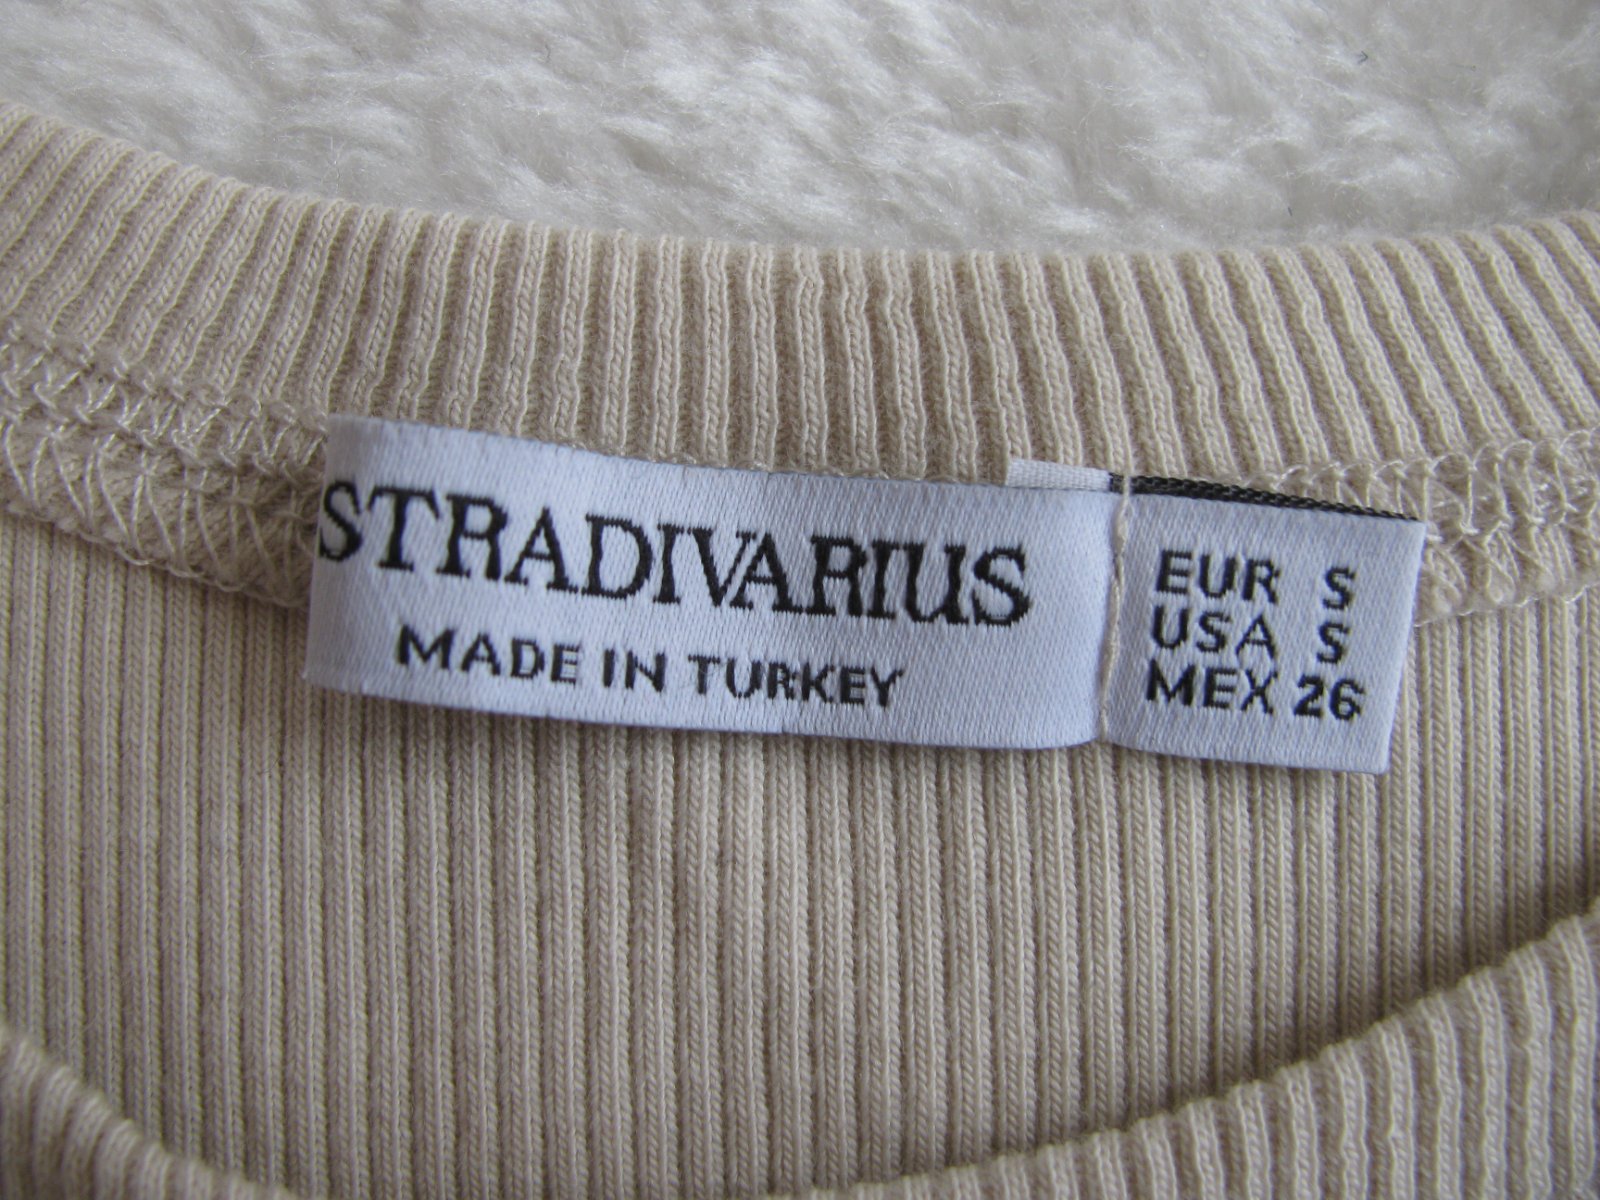 STRADIVARIUS
MADE IN TURKEY
EUR S
USA S
MEX 26